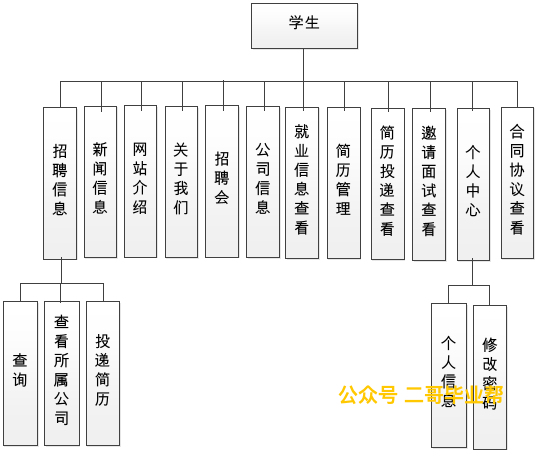 学生
招聘信息
新闻信息
网站介绍
关于我们
招聘会
公司信息
就业信息查看
简历管理
简历投递查看
邀请面试查看
个人中心
合同协议查看
查询
查看所属公司
投递简历
个人信息
修改密码
公众号 二哥毕业帮